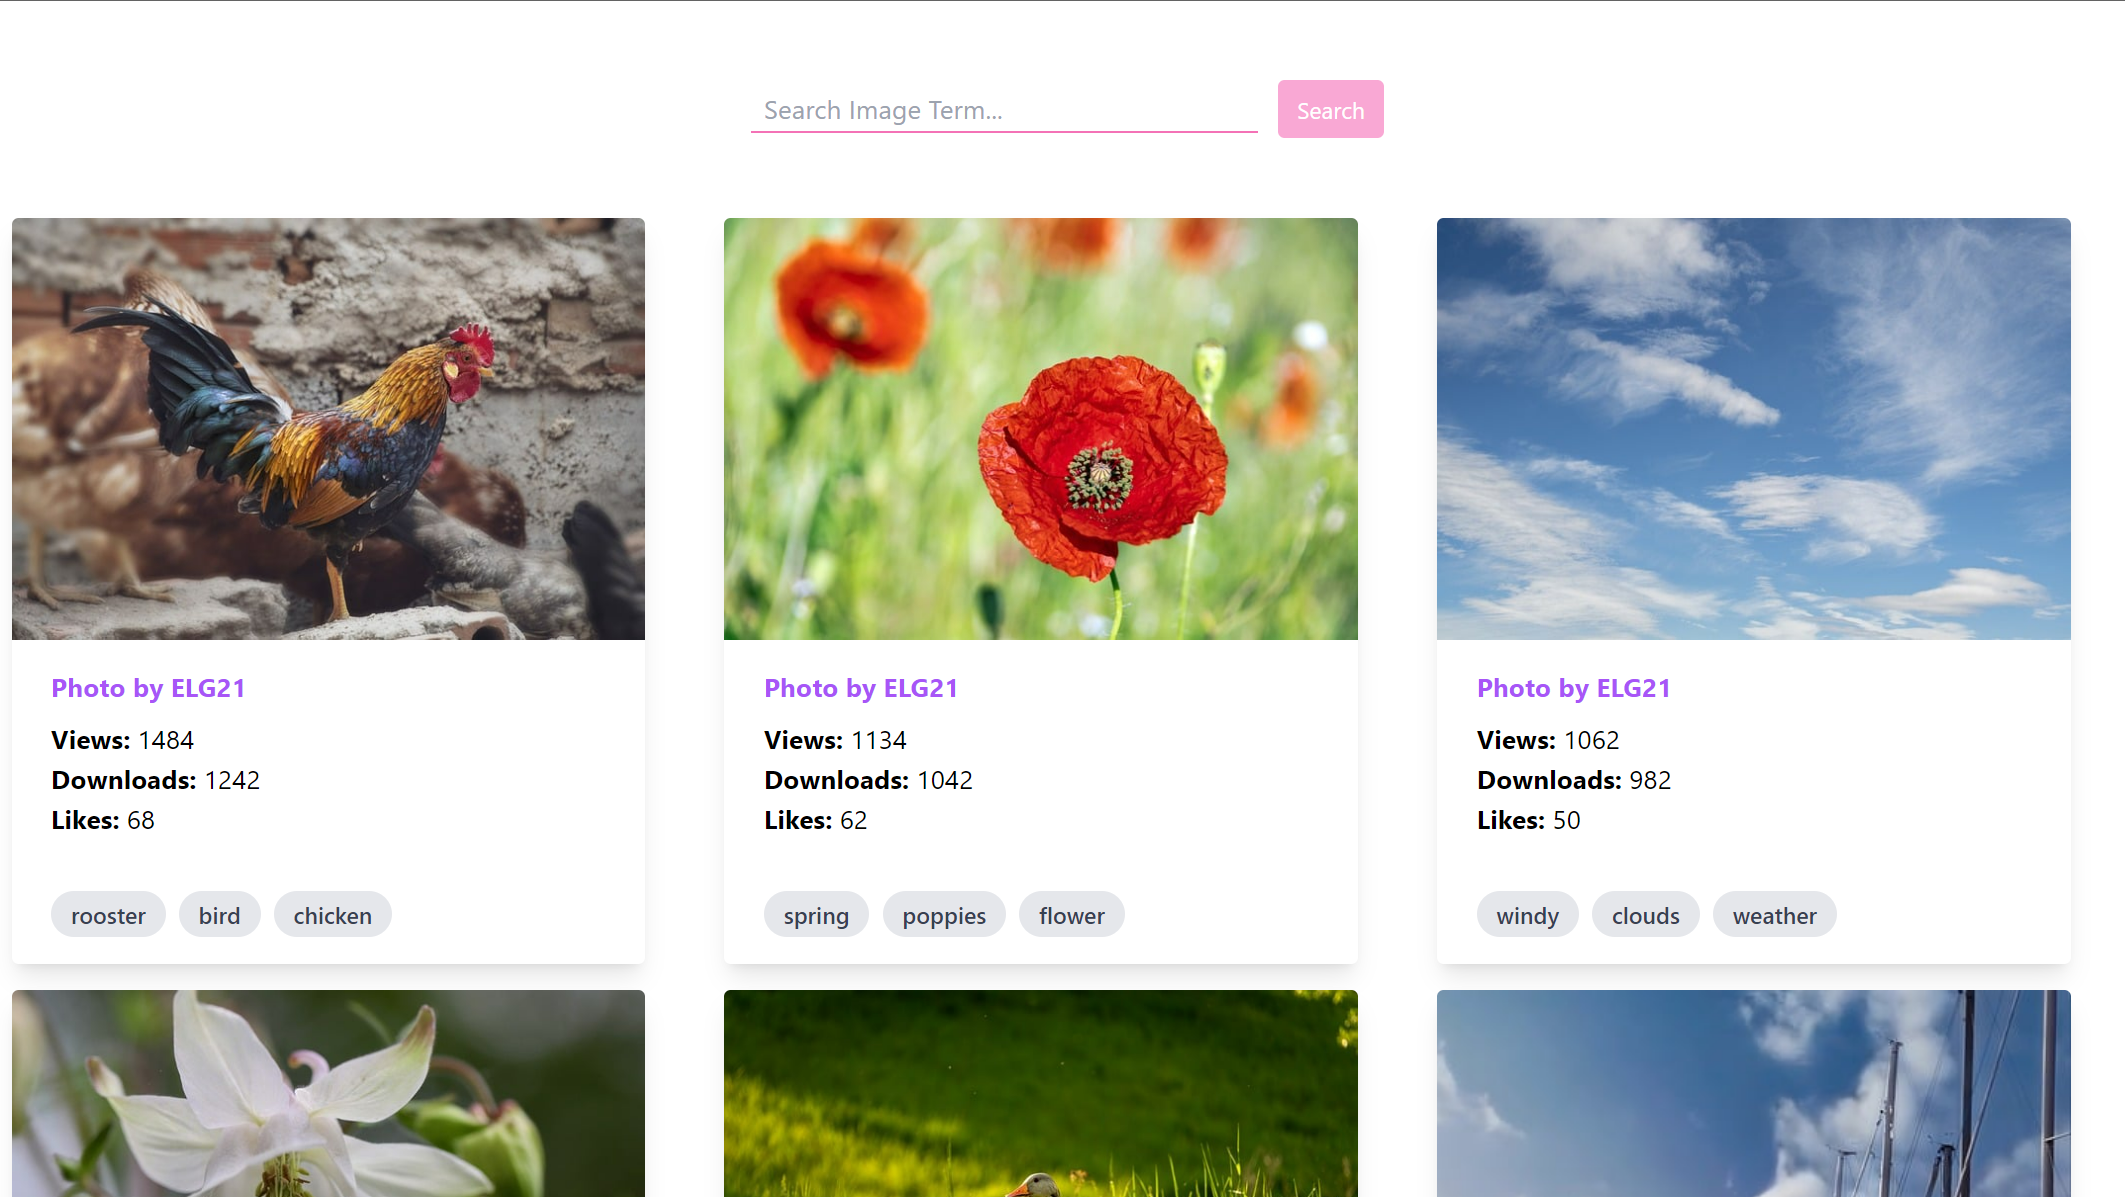 Search Image Term...
Search
Photo by ELG21
Views: 1484
Downloads: 1242
Likes: 68
rooster bird chicken
Photo by ELG21
Views: 1134
Downloads: 1042
Likes: 62
spring poppies flower
Photo by ELG21
Views: 1062
Downloads: 982
Likes: 50
windy clouds weather